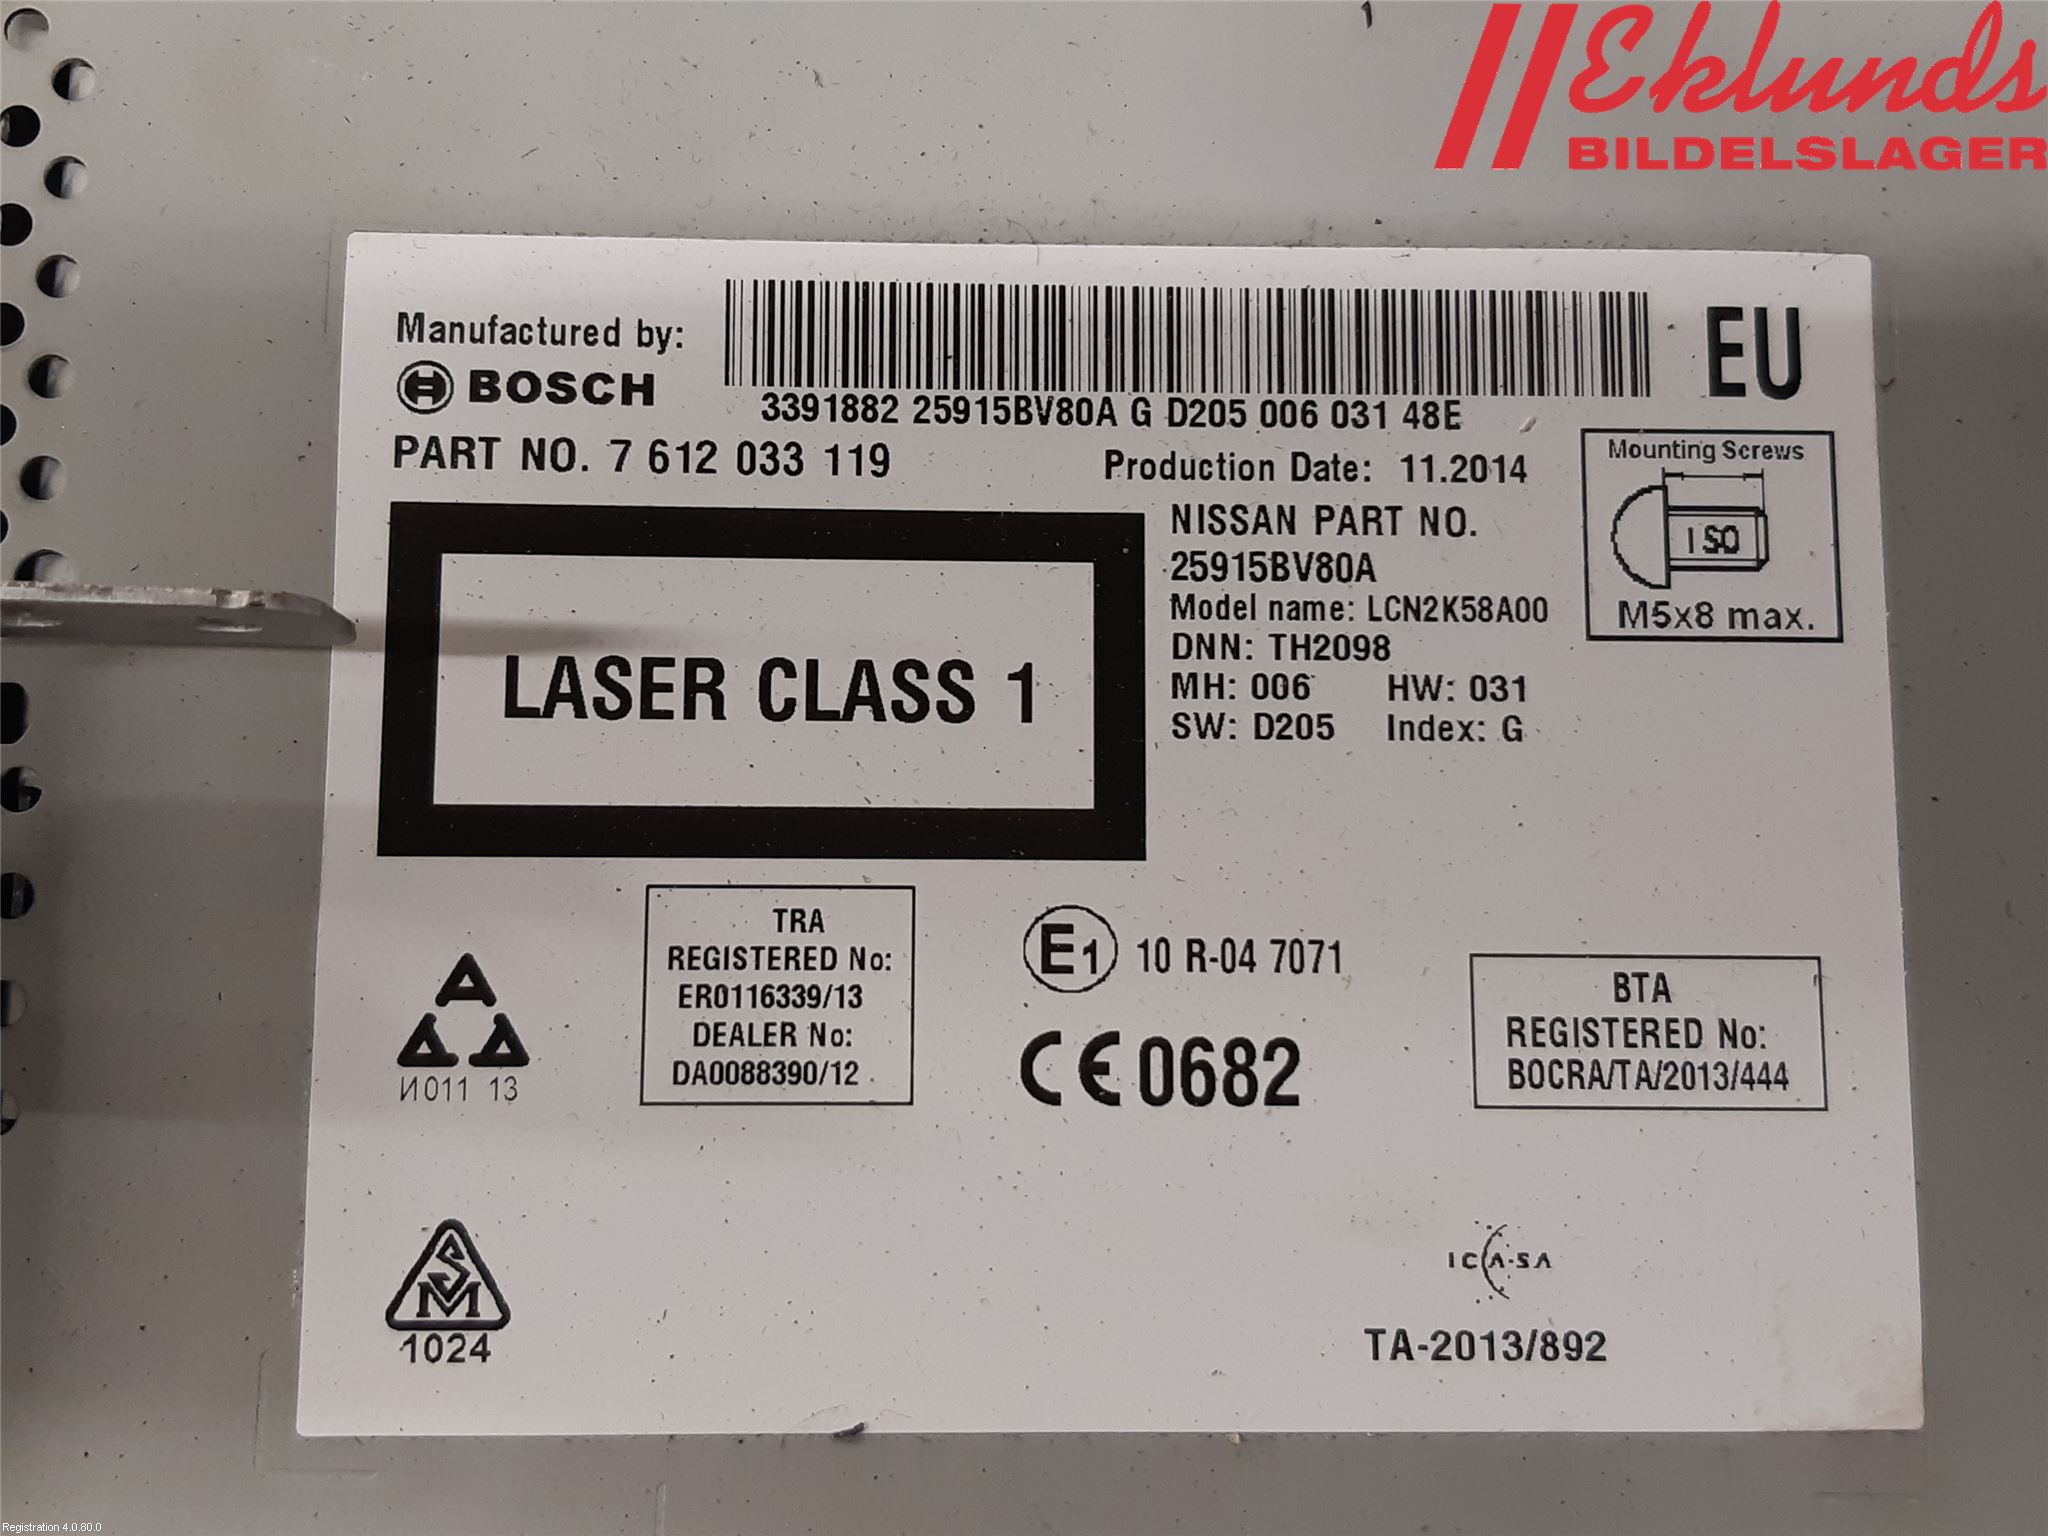 Eklunds
BILDELSLAGER
Manufactured by:
BOSCH
3391882 25915BV80A G D205 006 031 48E
EU
PART NO. 7 612 033 119
Production Date: 11.2014
Mounting Screws
ISO
M5x8 max.
NISSAN PART NO.
25915BV80A
Model name: LCN2K58A00
DNN: TH2098
MH: 006 HW: 031
SW: D205 Index: G
LASER CLASS 1
TRA
REGISTERED No:
ER0116339/13
DEALER No:
DA0088390/12
И011 13
E1 10 R-04 7071
CE 0682
BTA
REGISTERED No:
BOCRA/TA/2013/444
SM
1024
ICASA
TA-2013/892
Registration 4.0.80.0